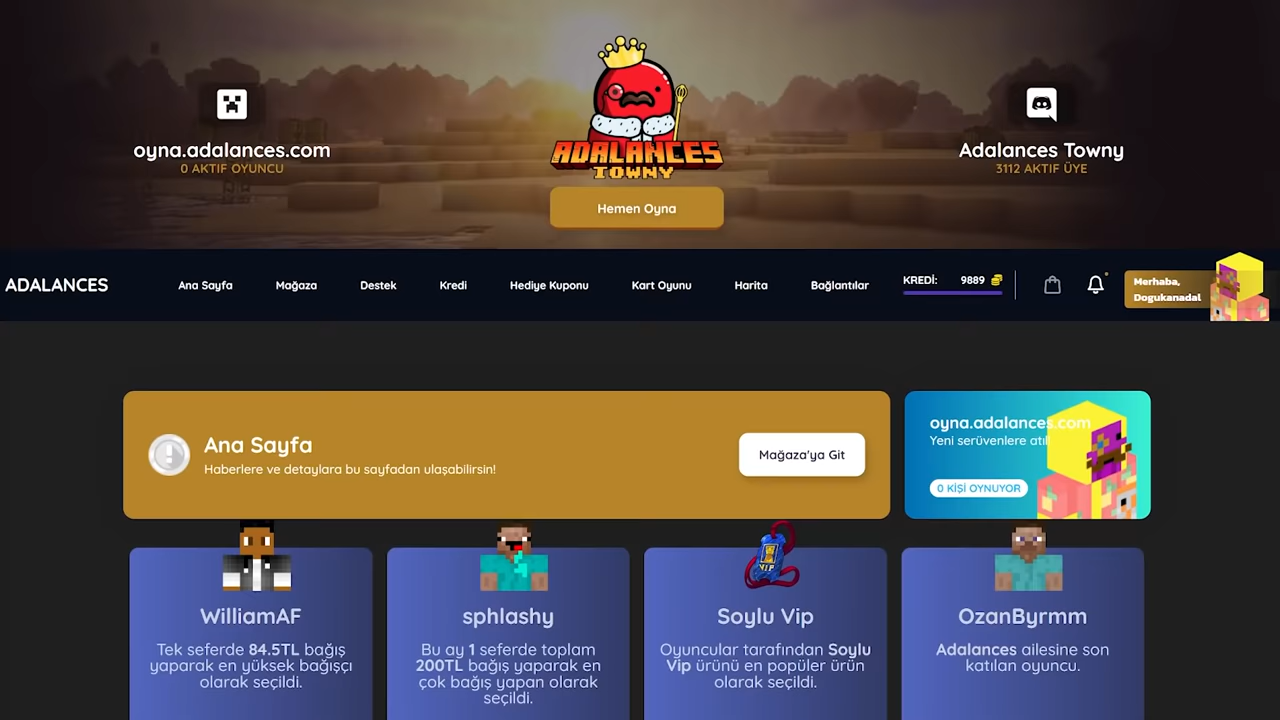 ADALANCES
TOWNY
oyna.adalances.com
0 AKTIF OYUNCU
Adalances Towny
3112 AKTIF ÜYE
Hemen Oyna
ADALANCES
Ana Sayfa
Mağaza
Destek
Kredi
Hediye Kuponu
Kart Oyunu
Harita
Bağlantılar
KREDİ: 9889
Merhaba,
Dogukanadal
Ana Sayfa
Haberlere ve detaylara bu sayfadan ulaşabilirsin!
Mağaza'ya Git
oyna.adalances.com
Yeni serüvenlere atıl!
0 KİŞİ OYNUYOR
WilliamAF
Tek seferde 84.5TL bağış
yaparak en yüksek bağışçı
olarak seçildi.
sphlashy
Bu ay 1 seferde toplam
200TL bağış yaparak en
çok bağış yapan olarak
seçildi.
VIP
Soylu Vip
Oyuncular tarafından Soylu
Vip ürünü en popüler ürün
olarak seçildi.
OzanByrmm
Adalances ailesine son
katılan oyuncu.